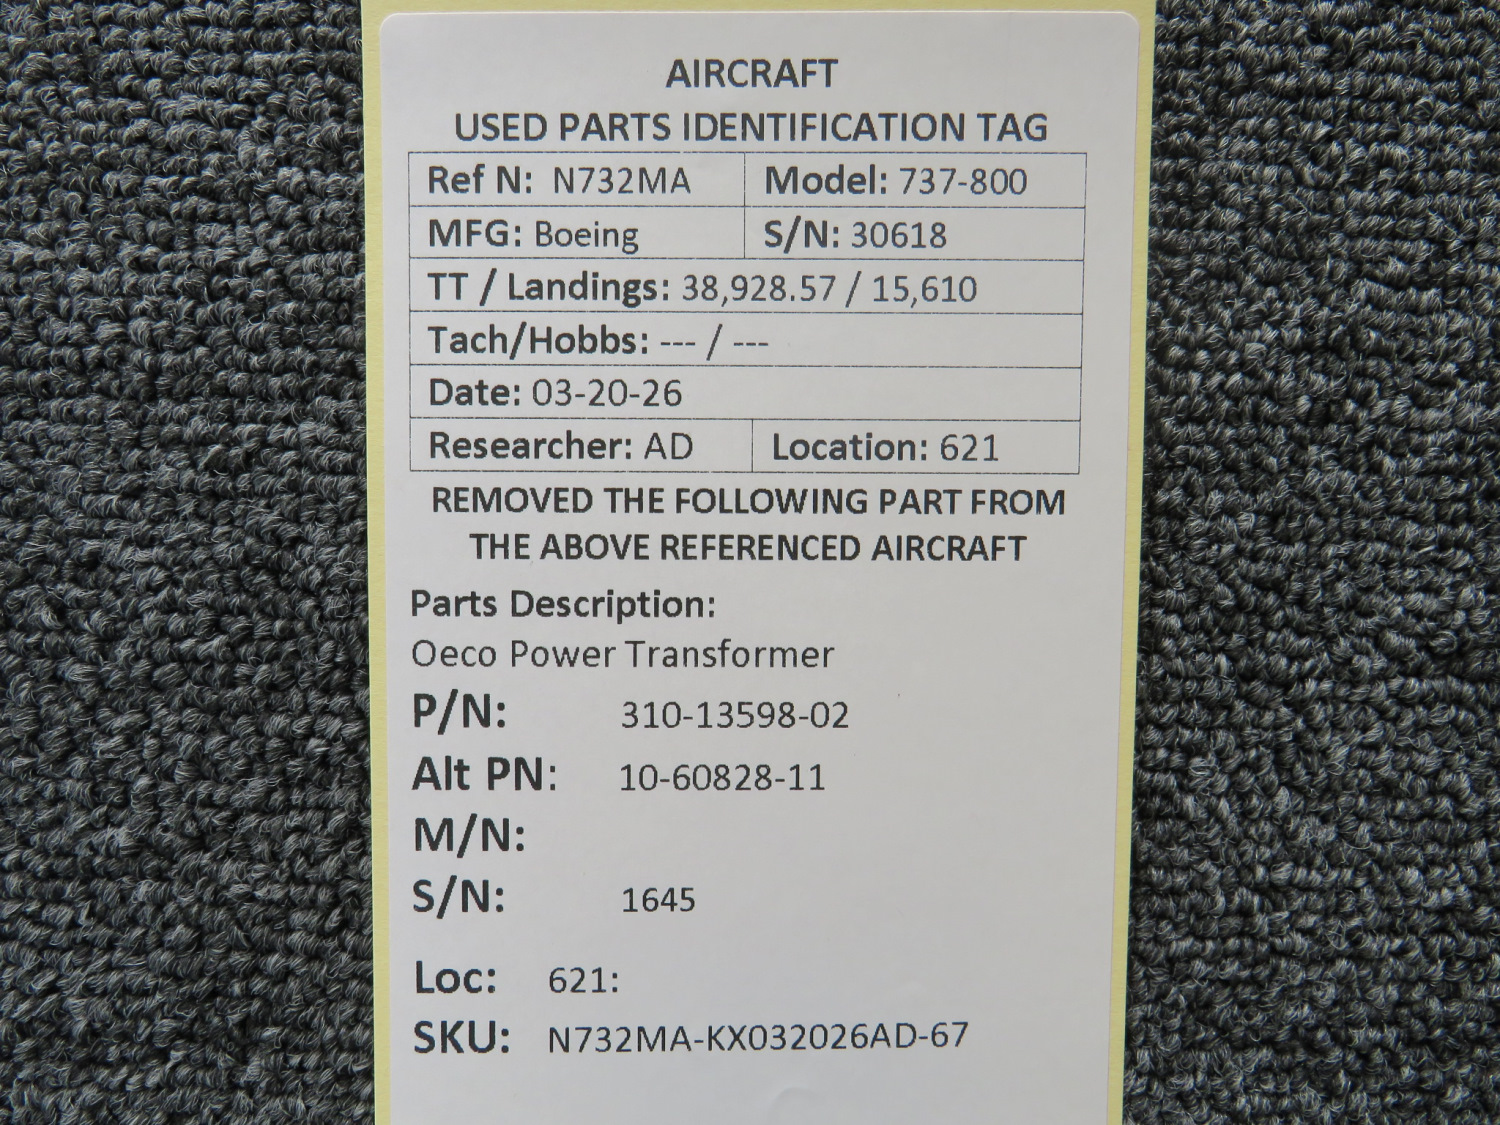 AIRCRAFT
USED PARTS IDENTIFICATION TAG
Ref N: N732MA Model: 737-800
MFG: Boeing S/N: 30618
TT / Landings: 38,928.57 / 15,610
Tach/Hobbs: --- / ---
Date: 03-20-26
Researcher: AD Location: 621
REMOVED THE FOLLOWING PART FROM
THE ABOVE REFERENCED AIRCRAFT
Parts Description:
Oeco Power Transformer
P/N: 310-13598-02
Alt PN: 10-60828-11
M/N:
S/N: 1645
Loc: 621:
SKU: N732MA-KX032026AD-67